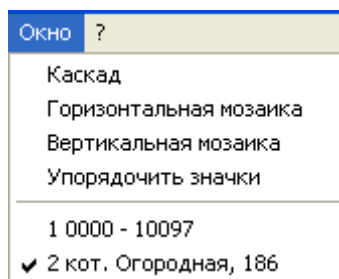 Окно ?
Каскад
Горизонтальная мозаика
Вертикальная мозаика
Упорядочить значки
1 0000 - 10097
2 кот. Огородная, 186